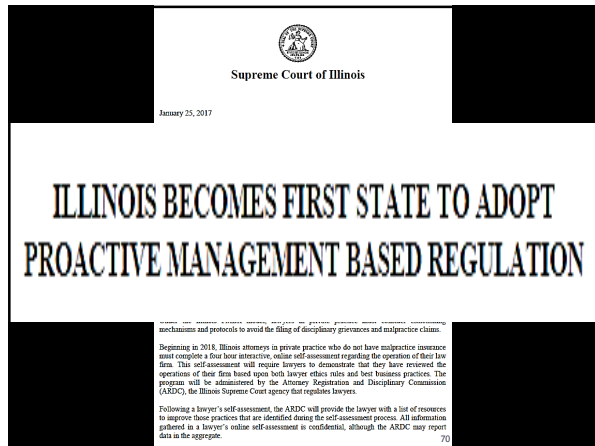 Supreme Court of Illinois
January 25, 2017
ILLINOIS BECOMES FIRST STATE TO ADOPT
PROACTIVE MANAGEMENT BASED REGULATION
mechanisms and protocols to avoid the filing of disciplinary grievances and malpractice claims.
Beginning in 2018, Illinois attorneys in private practice who do not have malpractice insurance
must complete a four hour interactive, online self-assessment regarding the operation of their law
firm. This self-assessment will require lawyers to demonstrate that they have reviewed the
operations of their firm based upon both lawyer ethics rules and best business practices. The
program will be administered by the Attorney Registration and Disciplinary Commission
(ARDC), the Illinois Supreme Court agency that regulates lawyers.
Following a lawyer's self-assessment, the ARDC will provide the lawyer with a list of resources
to improve those practices that are identified during the self-assessment process. All information
gathered in a lawyer's online self-assessment is confidential, although the ARDC may report
data in the aggregate.
70